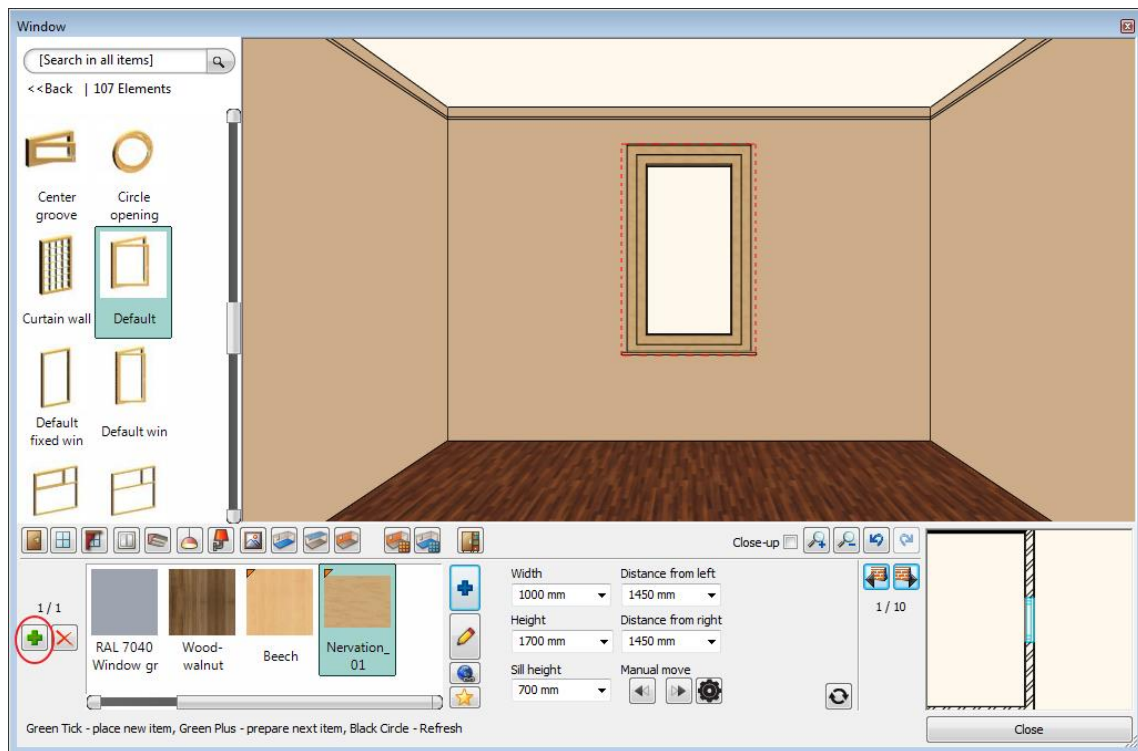 Window
[Search in all items]
<<Back | 107 Elements
Center
groove
Circle
opening
Curtain wall
Default
Default
fixed win
Default win
Close-up
1 / 1
RAL 7040
Window gr
Wood-
walnut
Beech
Nervation_
01
Width
1000 mm
Distance from left
1450 mm
Height
1700 mm
Distance from right
1450 mm
Sill height
700 mm
Manual move
1 / 10
Green Tick - place new item, Green Plus - prepare next item, Black Circle - Refresh
Close